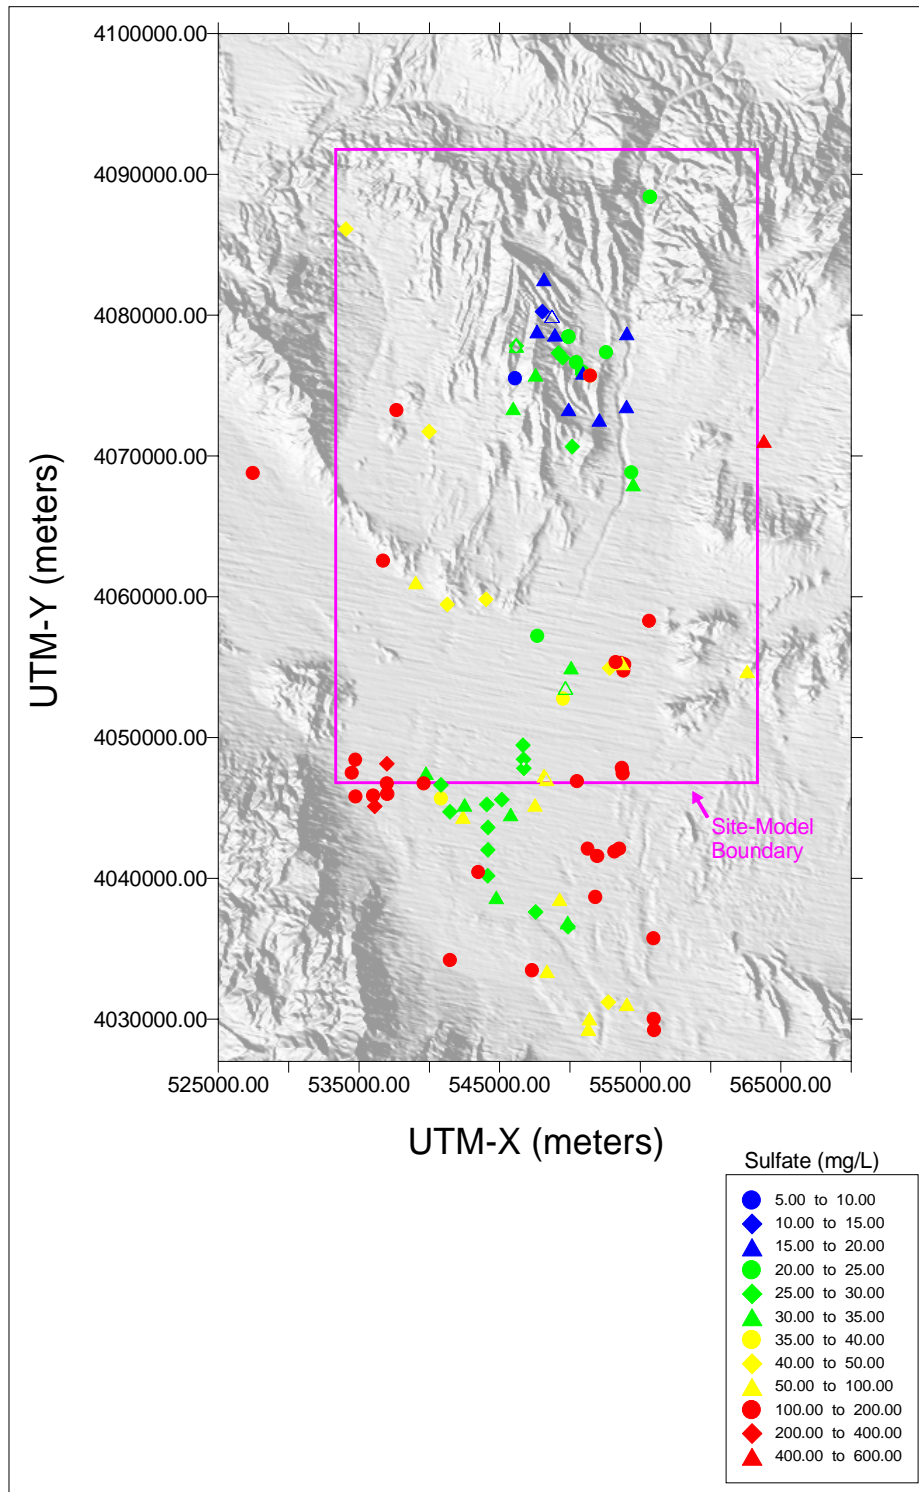 4100000.00
4090000.00
4080000.00
4070000.00
4060000.00
4050000.00
4040000.00
4030000.00
UTM-Y (meters)
Site-Model
Boundary
525000.00 535000.00 545000.00 555000.00 565000.00
UTM-X (meters)
Sulfate (mg/L)
5.00 to 10.00
10.00 to 15.00
15.00 to 20.00
20.00 to 25.00
25.00 to 30.00
30.00 to 35.00
35.00 to 40.00
40.00 to 50.00
50.00 to 100.00
100.00 to 200.00
200.00 to 400.00
400.00 to 600.00